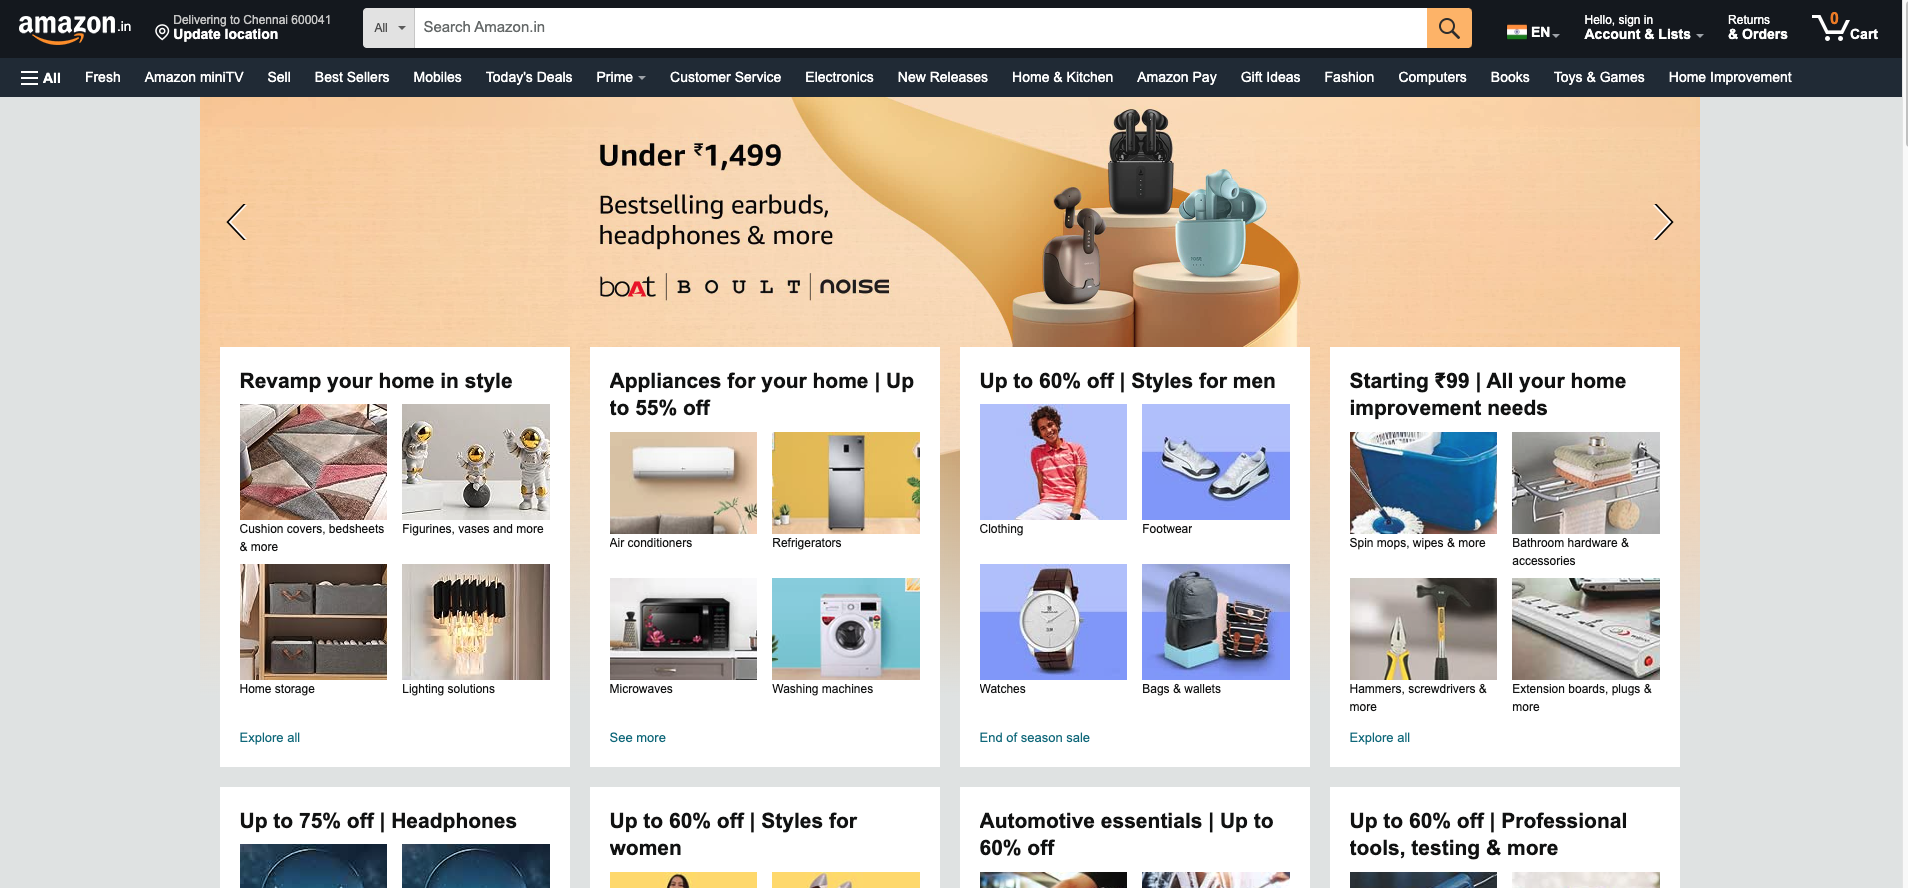 amazon.in
Delivering to Chennai 600041
Update location
All
Search Amazon.in
EN
Hello, sign in
Account & Lists
Returns
& Orders
0
Cart
All
Fresh
Amazon miniTV
Sell
Best Sellers
Mobiles
Today's Deals
Prime
Customer Service
Electronics
New Releases
Home & Kitchen
Amazon Pay
Gift Ideas
Fashion
Computers
Books
Toys & Games
Home Improvement
Under ₹1,499
Bestselling earbuds,
headphones & more
boAt | BOULT | NOISE
Revamp your home in style
Cushion covers, bedsheets
& more
Figurines, vases and more
Home storage
Lighting solutions
Explore all
Appliances for your home | Up
to 55% off
Air conditioners
Refrigerators
Microwaves
Washing machines
See more
Up to 60% off | Styles for men
Clothing
Footwear
Watches
Bags & wallets
End of season sale
Starting ₹99 | All your home
improvement needs
Spin mops, wipes & more
Bathroom hardware &
accessories
Hammers, screwdrivers &
more
Extension boards, plugs &
more
Explore all
Up to 75% off | Headphones
Up to 60% off | Styles for
women
Automotive essentials | Up to
60% off
Up to 60% off | Professional
tools, testing & more